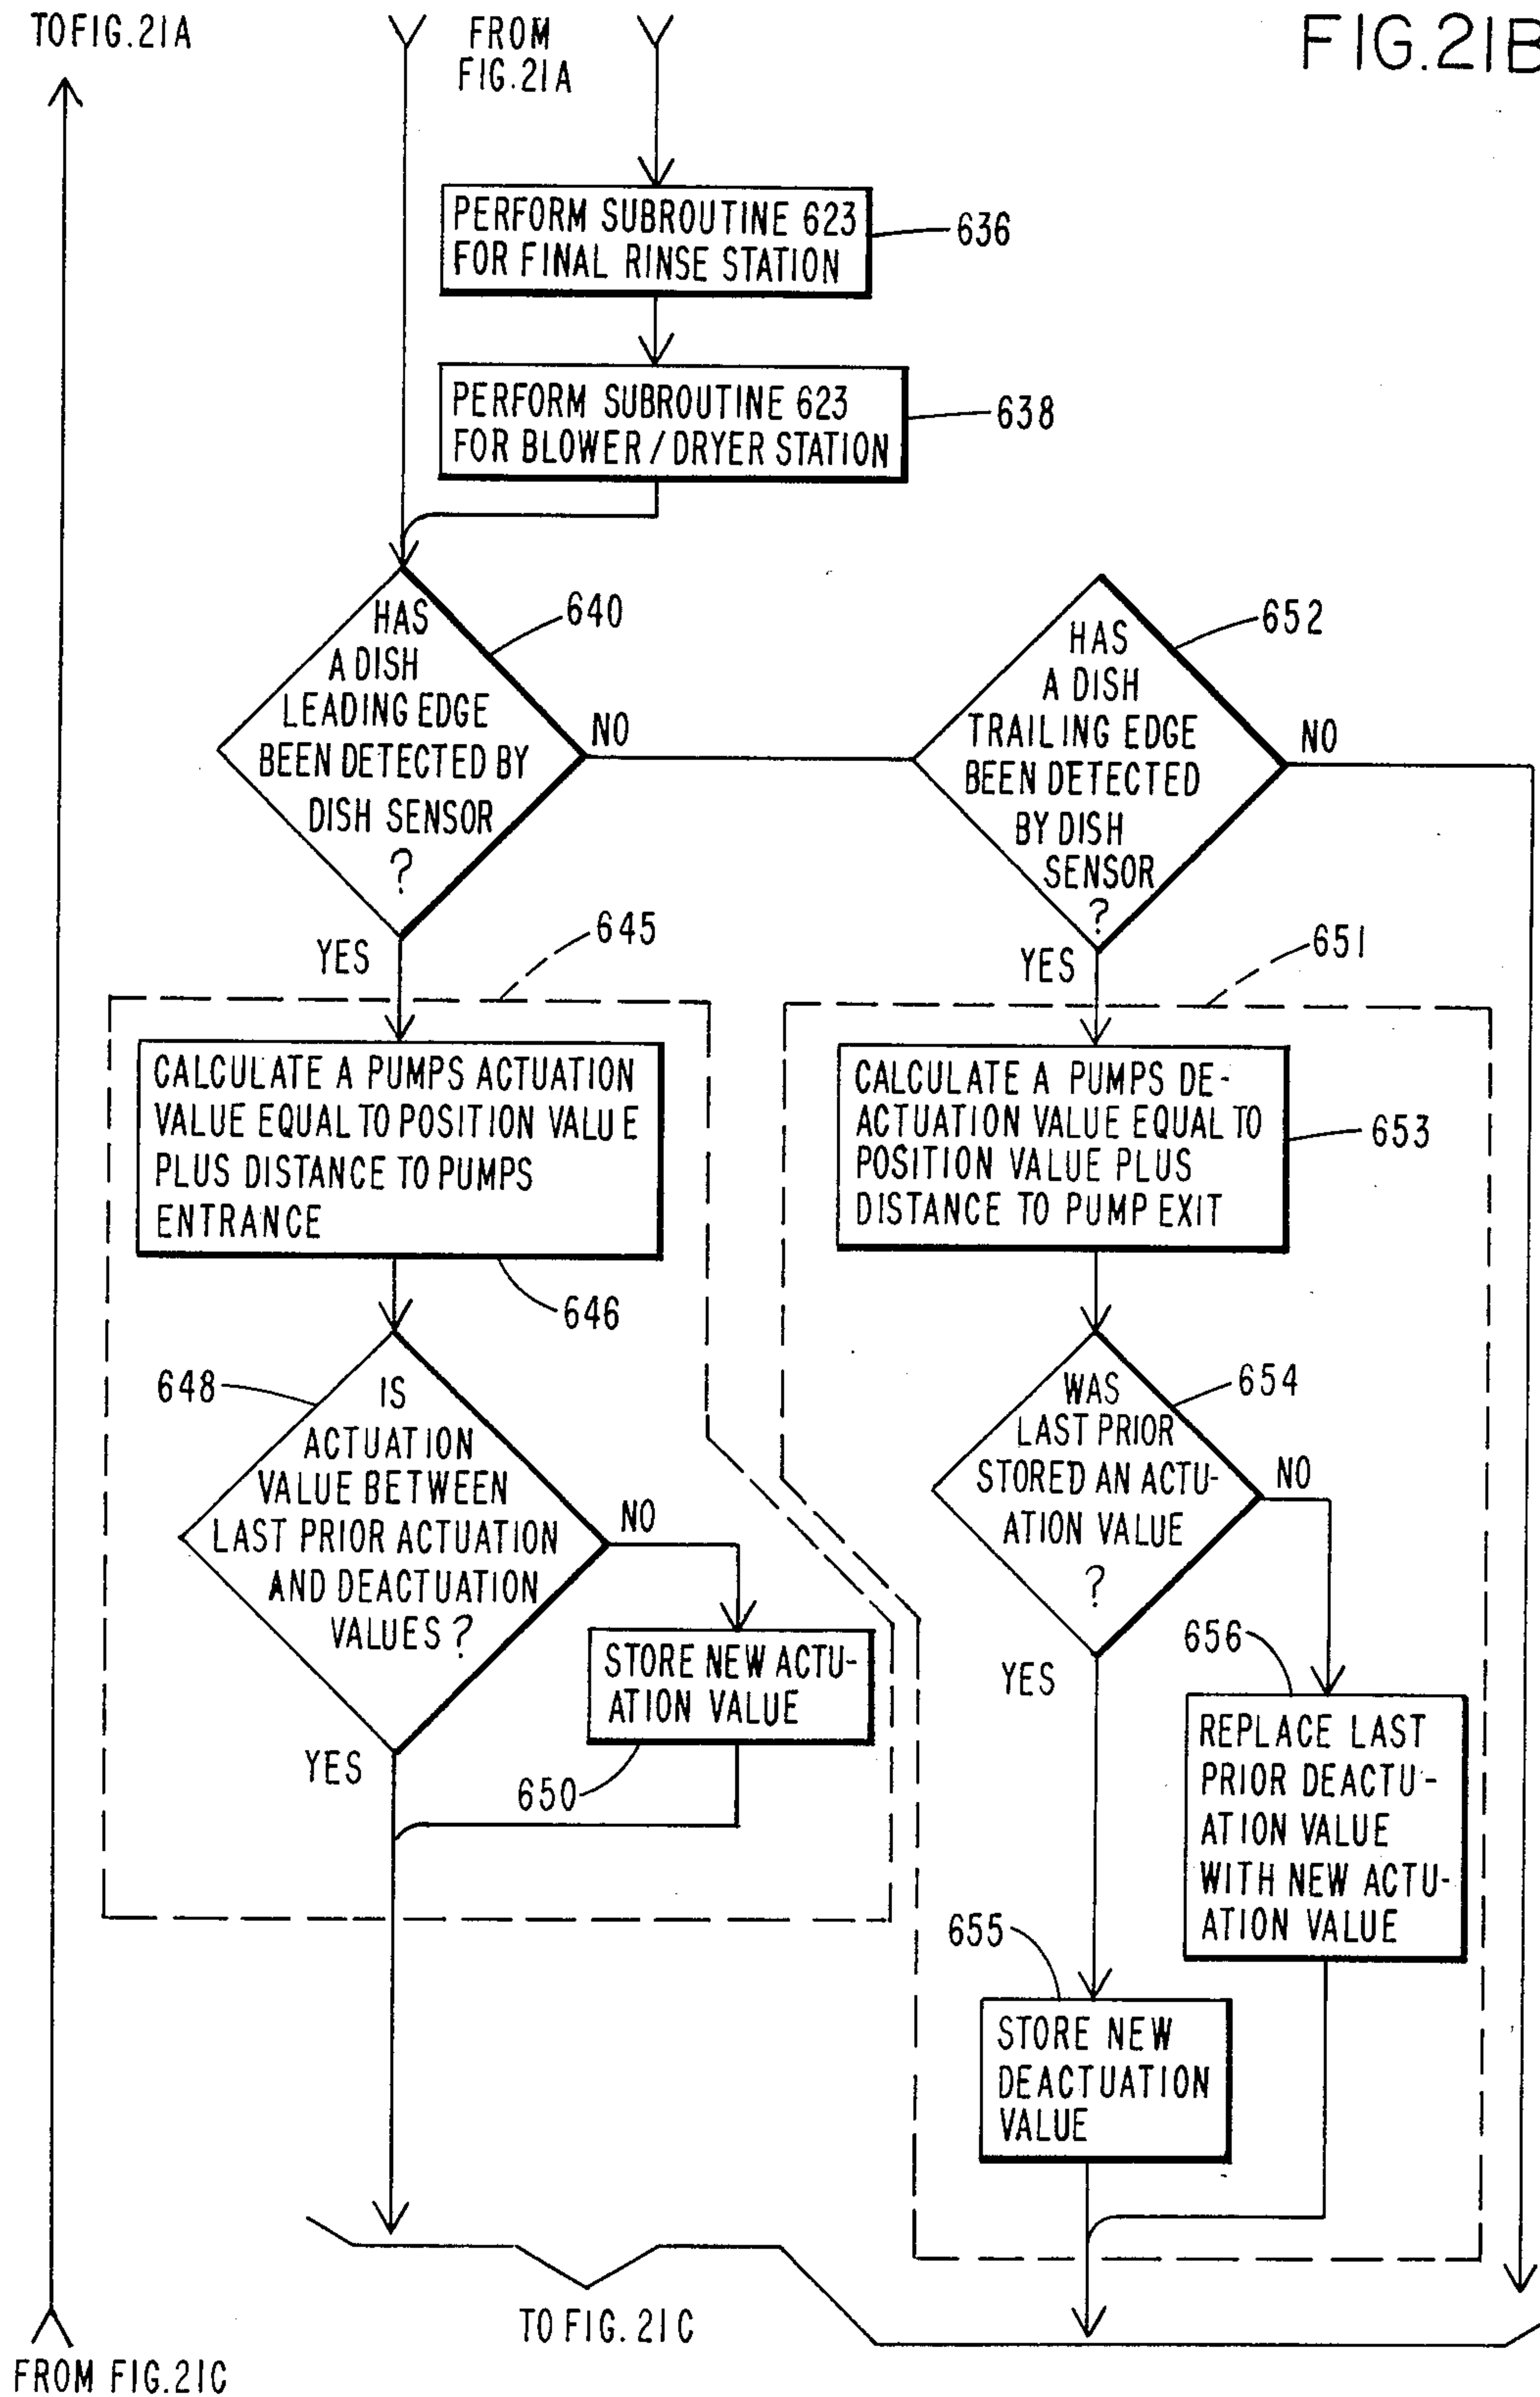 TO FIG. 21A
FROM
FIG. 21A
FIG. 21B
PERFORM SUBROUTINE 623
FOR FINAL RINSE STATION
636
PERFORM SUBROUTINE 623
FOR BLOWER / DRYER STATION
638
HAS
A DISH
LEADING EDGE
BEEN DETECTED BY
DISH SENSOR
?
640
NO
YES
HAS
A DISH
TRAILING EDGE
BEEN DETECTED
BY DISH
SENSOR
?
652
NO
YES
645
651
CALCULATE A PUMPS ACTUATION
VALUE EQUAL TO POSITION VALUE
PLUS DISTANCE TO PUMPS
ENTRANCE
646
CALCULATE A PUMPS DE-
ACTUATION VALUE EQUAL TO
POSITION VALUE PLUS
DISTANCE TO PUMP EXIT
653
648
IS
ACTUATION
VALUE BETWEEN
LAST PRIOR ACTUATION
AND DEACTUATION
VALUES ?
NO
YES
STORE NEW ACTU-
ATION VALUE
650
WAS
LAST PRIOR
STORED AN ACTU-
ATION VALUE
?
654
NO
YES
656
REPLACE LAST
PRIOR DEACTU-
ATION VALUE
WITH NEW ACTU-
ATION VALUE
655
STORE NEW
DEACTUATION
VALUE
TO FIG. 21C
FROM FIG. 21C